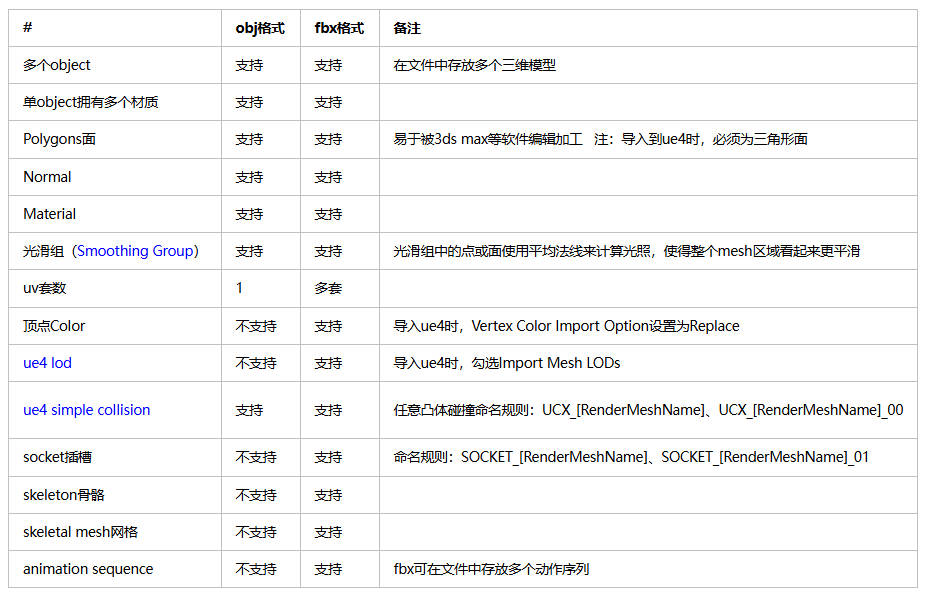 # obj格式 fbx格式 备注
多个object 支持 支持 在文件中存放多个三维模型
单object拥有多个材质 支持 支持
Polygons面 支持 支持 易于被3ds max等软件编辑加工 注：导入到ue4时，必须为三角形面
Normal 支持 支持
Material 支持 支持
光滑组（Smoothing Group） 支持 支持 光滑组中的点或面使用平均法线来计算光照，使得整个mesh区域看起来更平滑
uv套数 1 多套
顶点Color 不支持 支持 导入ue4时，Vertex Color Import Option设置为Replace
ue4 lod 不支持 支持 导入ue4时，勾选Import Mesh LODs
ue4 simple collision 支持 支持 任意凸体碰撞命名规则：UCX_[RenderMeshName]、UCX_[RenderMeshName]_00
socket插槽 不支持 支持 命名规则：SOCKET_[RenderMeshName]、SOCKET_[RenderMeshName]_01
skeleton骨骼 不支持 支持
skeletal mesh网格 不支持 支持
animation sequence 不支持 支持 fbx可在文件中存放多个动作序列